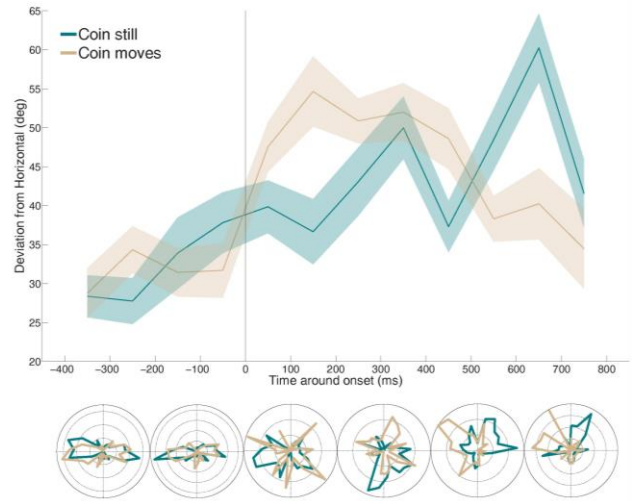 65
60
55
50
45
40
35
30
25
20
Deviation from Horizontal (deg)
Coin still
Coin moves
−400 −300 −200 −100 0 100 200 300 400 500 600 700 800
Time around onset (ms)